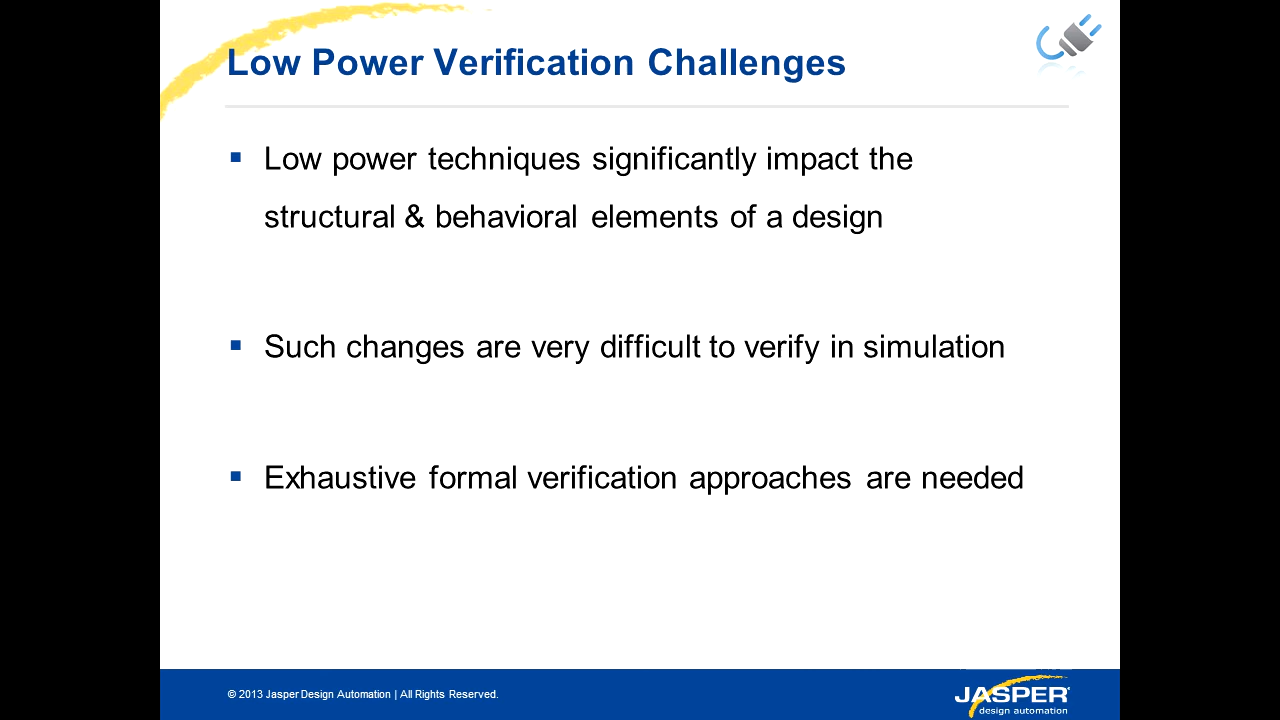 Low Power Verification Challenges
▪ Low power techniques significantly impact the
structural & behavioral elements of a design
▪ Such changes are very difficult to verify in simulation
▪ Exhaustive formal verification approaches are needed
© 2013 Jasper Design Automation | All Rights Reserved.
JASPER®
design automation